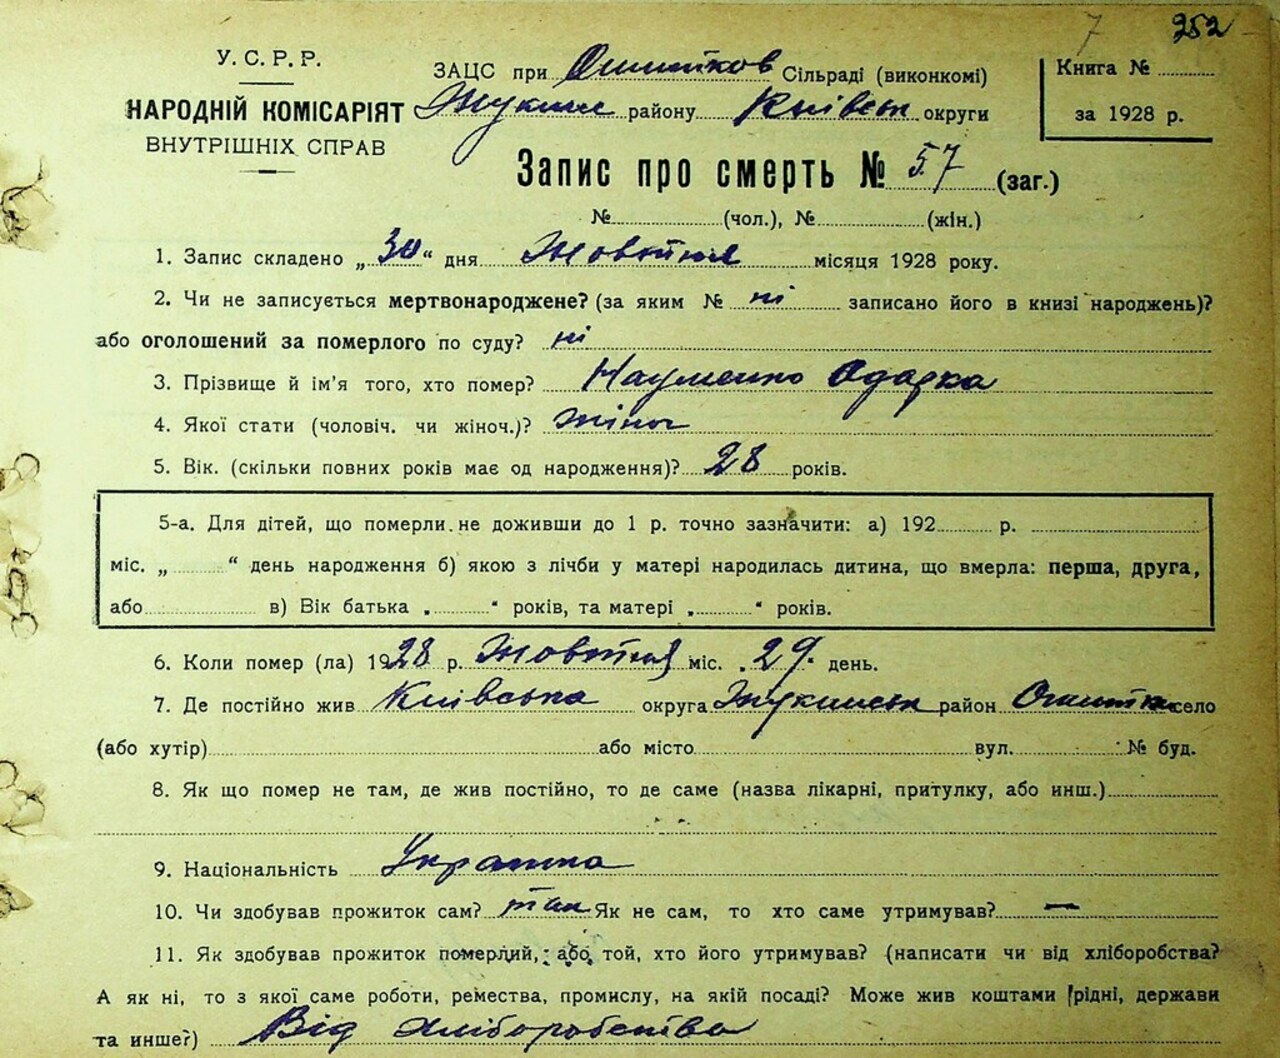 7 352
У. С. Р. Р.
НАРОДНІЙ КОМІСАРІЯТ
ВНУТРІШНІХ СПРАВ
ЗАЦС при Ошитков Сільраді (виконкомі)
Жукин районy Київськ округи
Книга №
за 1928 р.
Запис про смерть № 57 (заг.)
№ (чол.), № (жін.)
1. Запис складено „30“ дня Жовтня місяця 1928 року.
2. Чи не записується мертвонароджене? (за яким № ні записано його в книзі народжень)?
або оголошений за померлого по суду? ні
3. Прізвище й ім'я того, хто помер? Науменко Одарка
4. Якої стати (чоловіч. чи жіноч.)? жіноч
5. Вік. (скільки повних років має од народження)? 28 років.
5-а. Для дітей, що померли не доживши до 1 р. точно зазначити: а) 192 р.
міс. „ “ день народження б) якою з лічби у матері народилась дитина, що вмерла: перша, друга,
або в) Вік батька „ “ років, та матері „ “ років.
6. Коли помер (ла) 1928 р. Жовтня міс. „29“ день.
7. Де постійно жив Київська округа Жукинськ район Ошитки село
(або хутір) або місто вул. № буд.
8. Як що помер не там, де жив постійно, то де саме (назва лікарні, притулку, або инш.)
9. Національність Українка
10. Чи здобував прожиток сам? так Як не сам, то хто саме утримував? —
11. Як здобував прожиток померлий, або той, хто його утримував? (написати чи від хліборобства?
А як ні, то з якої саме роботи, ремества, промислу, на якій посаді? Може жив коштами рідні, держави
та инше?) Від хліборобства